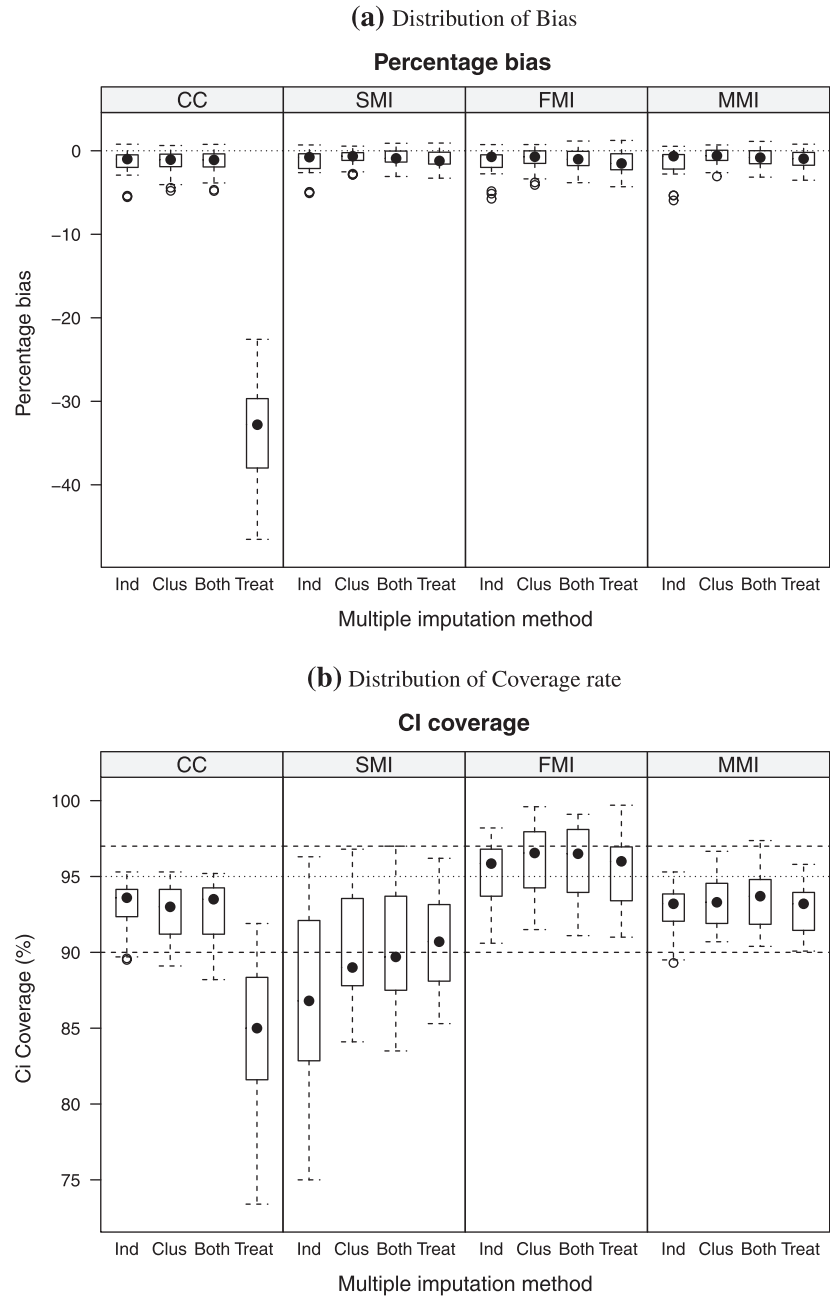 (a) Distribution of Bias
Percentage bias
CC SMI FMI MMI
0
−10
−20
−30
−40
Percentage bias
Ind Clus Both Treat Ind Clus Both Treat Ind Clus Both Treat Ind Clus Both Treat
Multiple imputation method
(b) Distribution of Coverage rate
CI coverage
CC SMI FMI MMI
100
95
90
85
80
75
Ci Coverage (%)
Ind Clus Both Treat Ind Clus Both Treat Ind Clus Both Treat Ind Clus Both Treat
Multiple imputation method